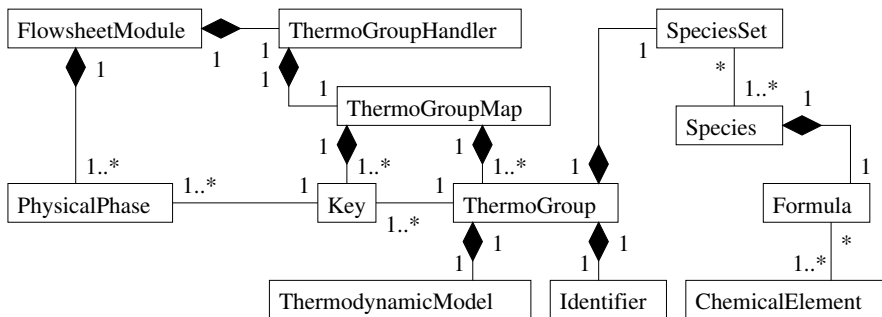 FlowsheetModule ThermoGroupHandler SpeciesSet
1 1 1 1 1 *
1 ThermoGroupMap 1..* 1
1 Species
1..* 1..* 1..*
1..* 1 1 1 1
PhysicalPhase Key ThermoGroup Formula
1..* 1 1 *
1 1 1..*
ThermodynamicModel Identifier ChemicalElement